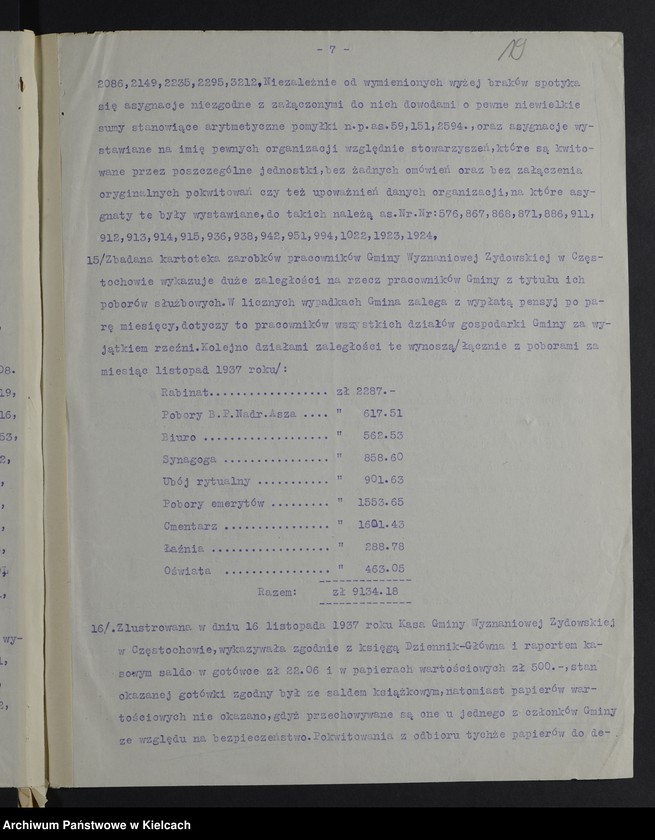 - 7 -
19
2086,2149,2235,2295,3212,Niezależnie od wymienionych wyżej braków spotyka
się asygnacje niezgodne z załączonymi do nich dowodami o pewne niewielkie
sumy stanowiące arytmetyczne pomyłki n.p.as.59,151,2594.,oraz asygnacje wy-
stawiane na imię pewnych organizacji względnie stowarzyszeń,które są kwito-
wane przez poszczególne jednostki,bez żadnych omówień oraz bez załączenia
oryginalnych pokwitowań czy też upoważnień danych organizacji,na które asy-
gnaty te były wystawiane,do takich należą as.Nr.Nr:576,867,868,871,886,911,
912,913,914,915,936,938,942,951,994,1022,1923,1924,
15/Zbadana kartoteka zarobków pracowników Gminy Wyznaniowej Zydowskiej w Częs-
tochowie wykazuje duże zaległości na rzecz pracowników Gminy z tytułu ich
poborów służbowych.W licznych wypadkach Gmina zalega z wypłatą pensyj po pa-
rę miesięcy,dotyczy to pracowników wszystkich działów gospodarki Gminy za wy-
jątkiem rzeźni.Kolejno działami zaległości te wynoszą/łącznie z poborami za
miesiąc listopad 1937 roku/:
Rabinat.................. zł 2287.-
Pobory B.P.Nadr.Asza .... " 617.51
Biuro ................... " 562.53
Synagoga ................ " 858.60
Ubój rytualny ........... " 901.63
Pobory emerytów ......... " 1553.65
Cmentarz ................ " 1601.43
Łaźnia .................. " 288.78
Oświata ................ " 463.05
Razem: zł 9134.18
16/.Zlustrowana w dniu 16 listopada 1937 roku Kasa Gminy Wyznaniowej Zydowskiej
w Częstochowie,wykazywała zgodnie z księgą Dziennik-Główna i raportem ka-
sowym saldo w gotówce zł 22.06 i w papierach wartościowych zł 500.-,stan
okazanej gotówki zgodny był ze saldem książkowym,natomiast papierów war-
tościowych nie okazano,gdyż przechowywane są one u jednego z członków Gminy
ze względu na bezpieczeństwo.Pokwitowania z odbioru tychże papierów do de-
08.
19,
16,
53,
2,
wy-
2,
Archiwum Państwowe w Kielcach